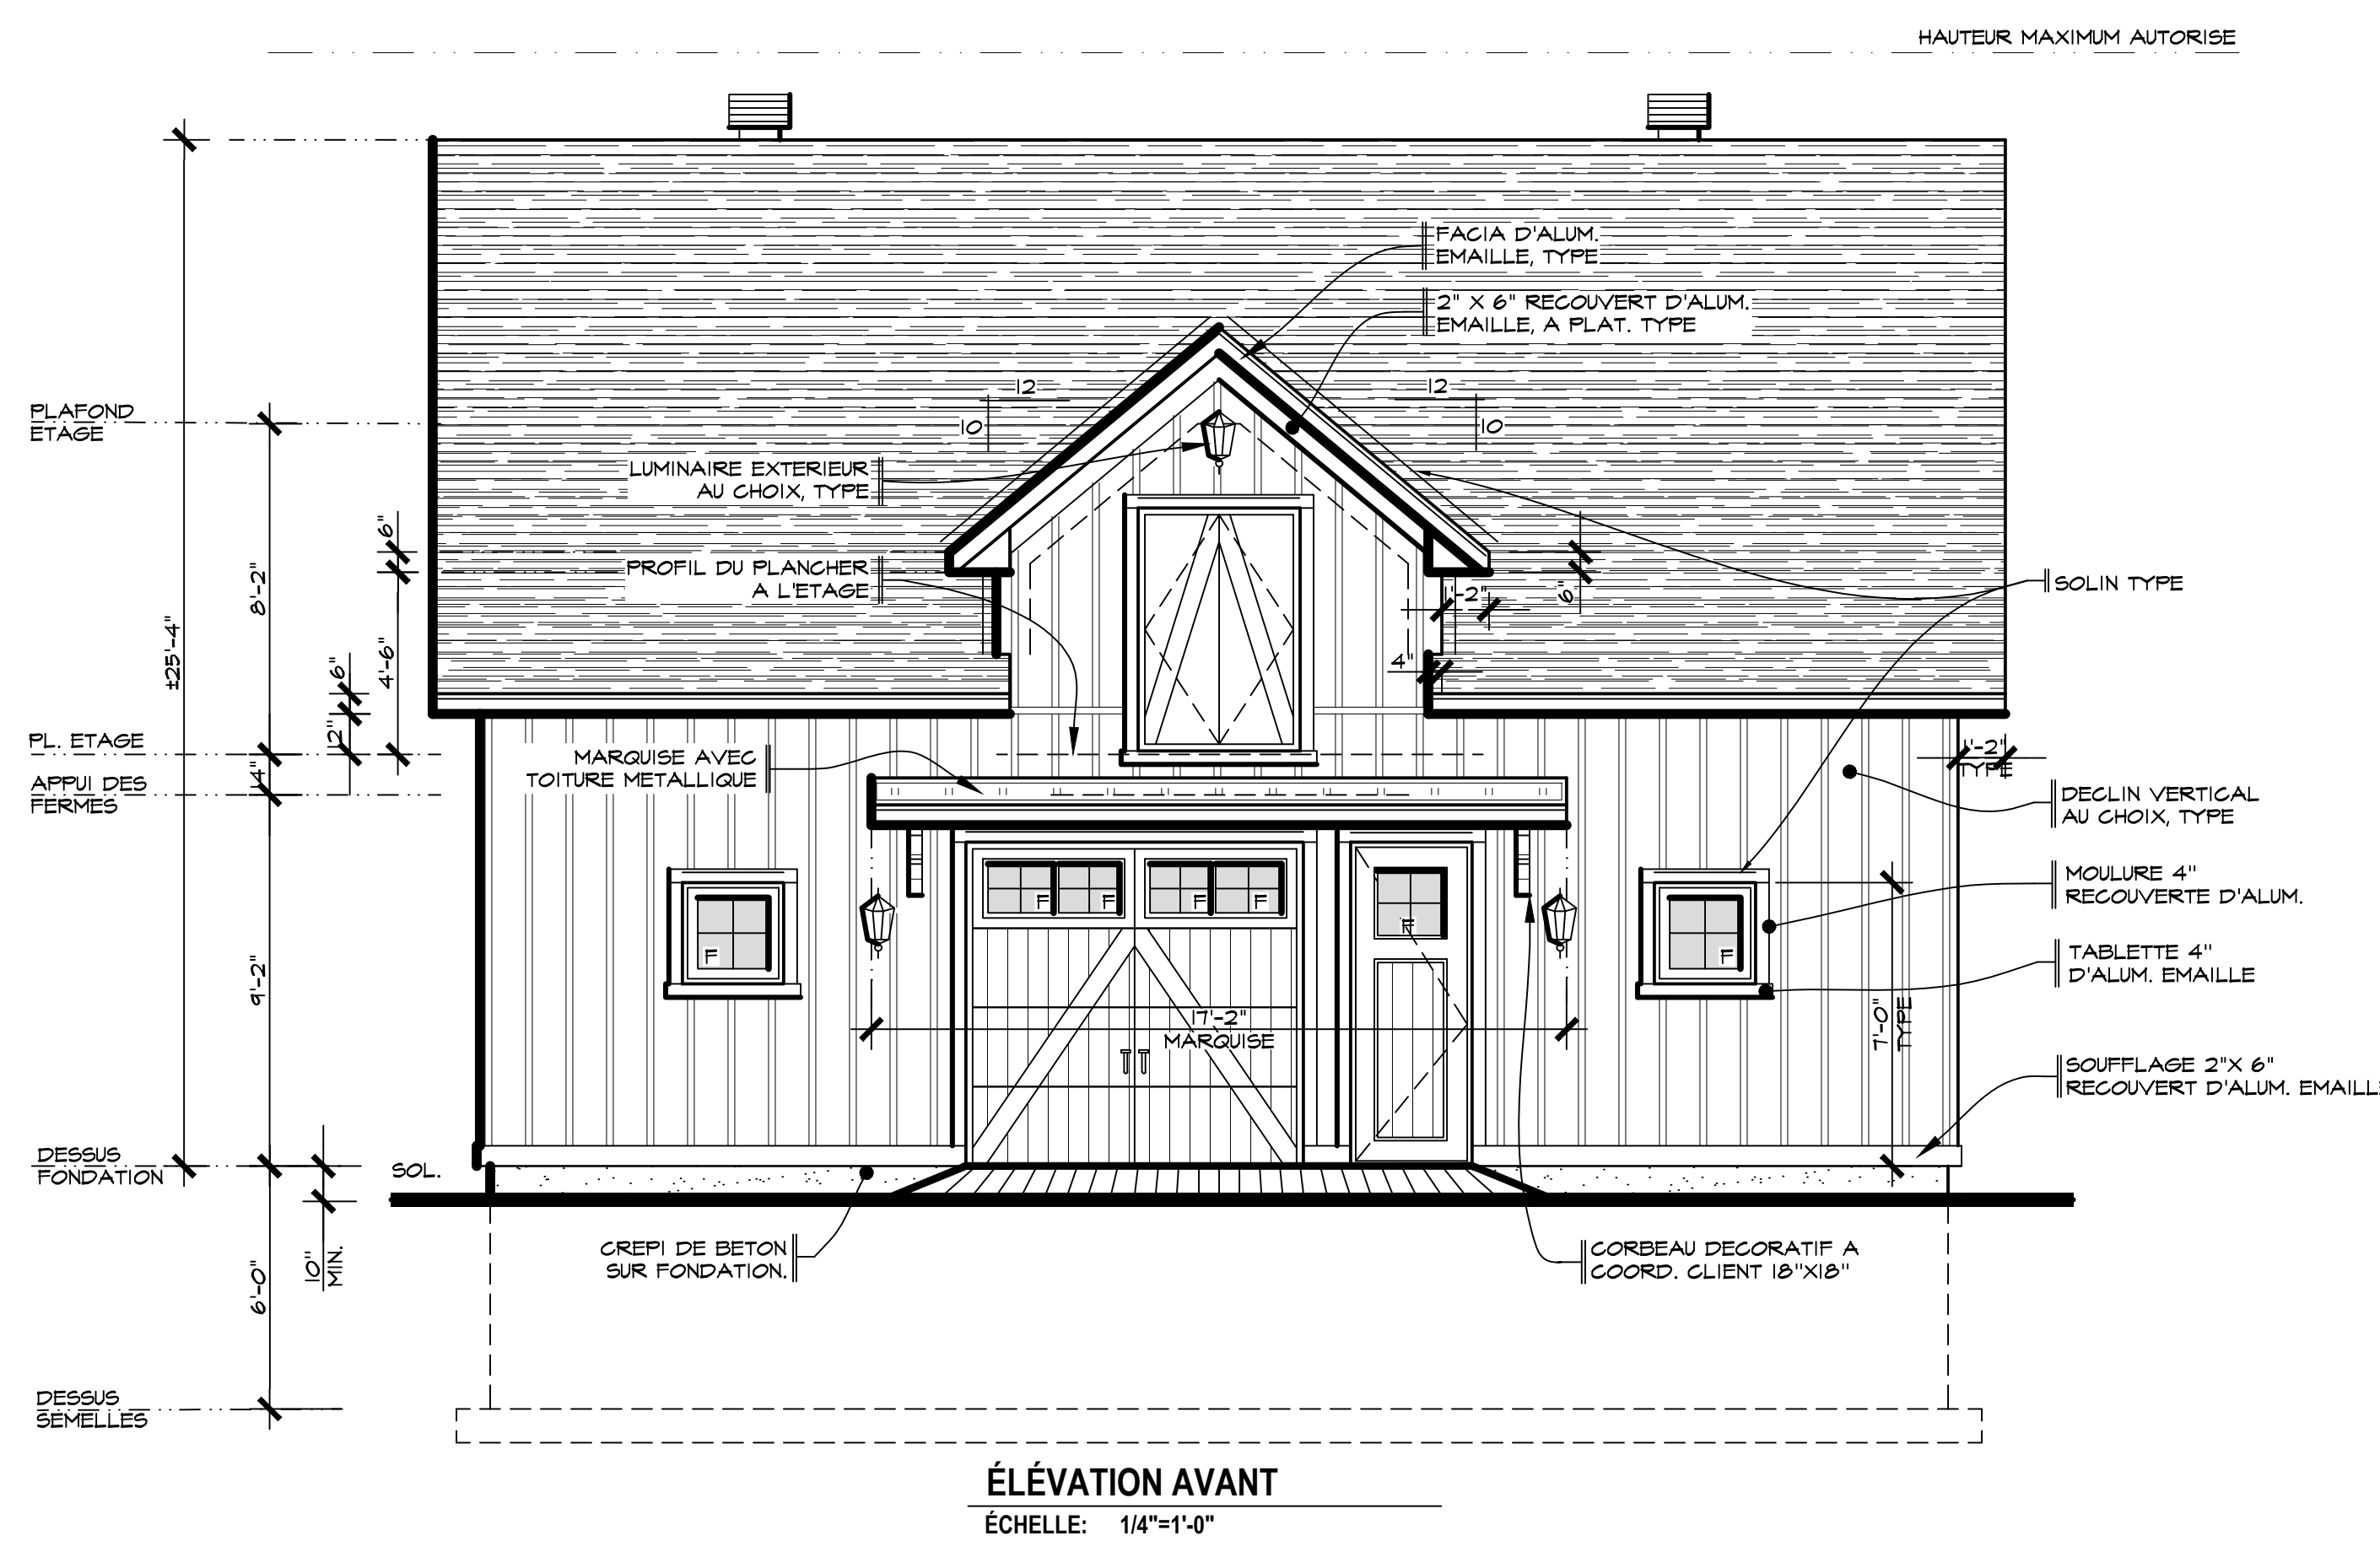 HAUTEUR MAXIMUM AUTORISE
FACIA D'ALUM.
EMAILLE, TYPE
2" X 6" RECOUVERT D'ALUM.
EMAILLE, A PLAT. TYPE
12
10
12
10
PLAFOND
ETAGE
LUMINAIRE EXTERIEUR
AU CHOIX, TYPE
6"
PROFIL DU PLANCHER
A L'ETAGE
1'-2"
6"
SOLIN TYPE
8'-2"
±25'-4"
4'-6"
6"
12"
4"
PL. ETAGE
APPUI DES
FERMES
14"
MARQUISE AVEC
TOITURE METALLIQUE
1'-2"
TYPE
DECLIN VERTICAL
AU CHOIX, TYPE
MOULURE 4"
RECOUVERTE D'ALUM.
F
F
F
F
F
F
F
TABLETTE 4"
D'ALUM. EMAILLE
9'-2"
17'-2"
MARQUISE
7'-0"
TYPE
SOUFFLAGE 2"X 6"
RECOUVERT D'ALUM.
DESSUS
FONDATION
SOL.
CREPI DE BETON
SUR FONDATION.
CORBEAU DECORATIF A
COORD. CLIENT 18"X18"
10"
MIN.
6'-0"
DESSUS
SEMELLES
ÉLÉVATION AVANT
ÉCHELLE: 1/4"=1'-0"